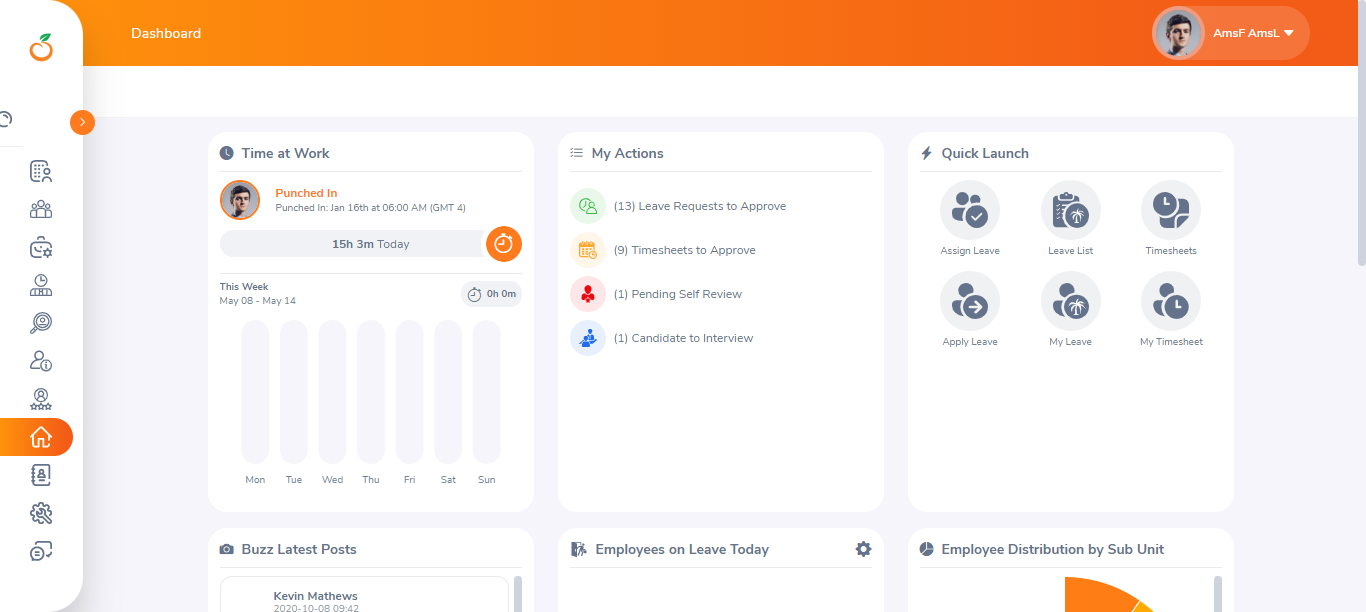 Dashboard
AmsF AmsL
Time at Work
Punched In
Punched In: Jan 16th at 06:00 AM (GMT 4)
15h 3m Today
This Week
May 08 - May 14
0h 0m
Mon Tue Wed Thu Fri Sat Sun
My Actions
(13) Leave Requests to Approve
(9) Timesheets to Approve
(1) Pending Self Review
(1) Candidate to Interview
Quick Launch
Assign Leave Leave List Timesheets
Apply Leave My Leave My Timesheet
Buzz Latest Posts
Kevin Mathews
2020-10-08 09:42
Employees on Leave Today
Employee Distribution by Sub Unit